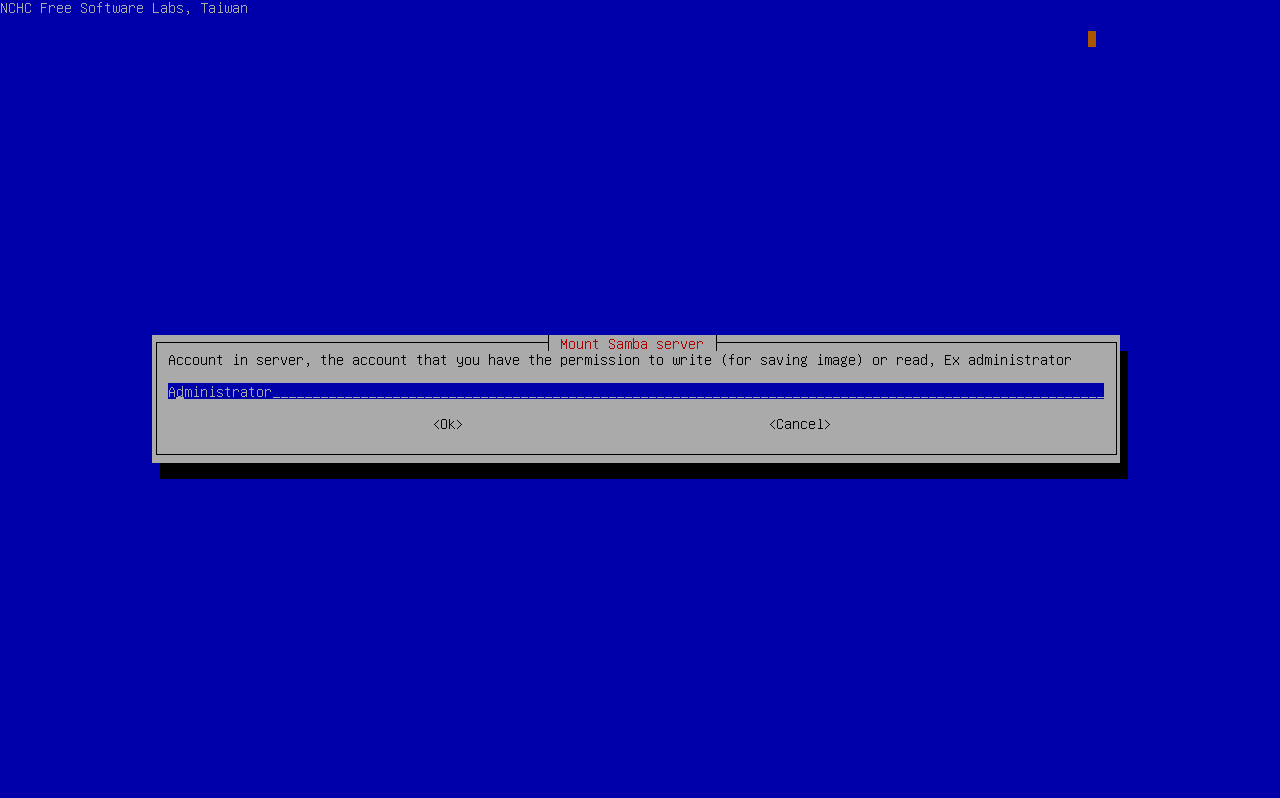 NCHC Free Software Labs, Taiwan
Mount Samba server
Account in server, the account that you have the permission to write (for saving image) or read, Ex administrator
Administrator
<Ok> <Cancel>